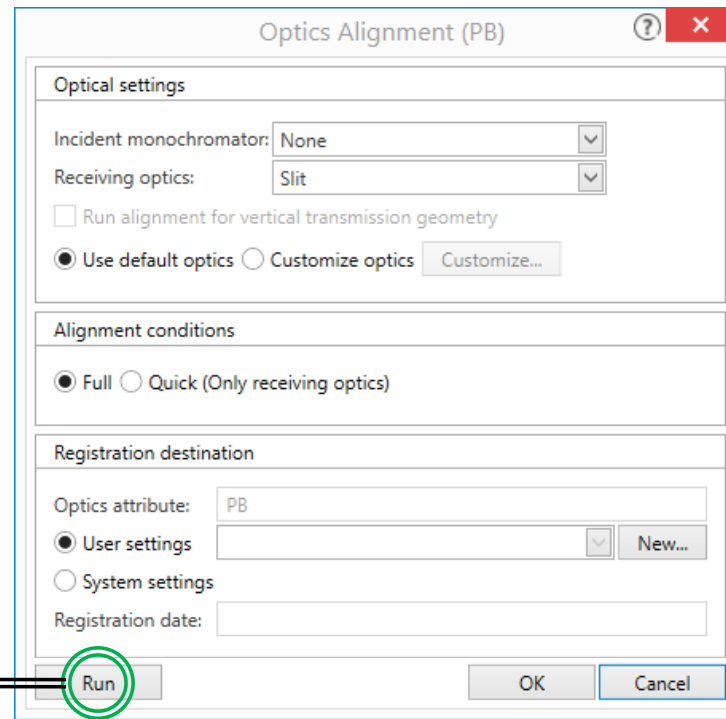 Optics Alignment (PB) ?
Optical settings
Incident monochromator: None
Receiving optics: Slit
Run alignment for vertical transmission geometry
Use default optics Customize optics Customize...
Alignment conditions
Full Quick (Only receiving optics)
Registration destination
Optics attribute: PB
User settings New...
System settings
Registration date:
Run OK Cancel